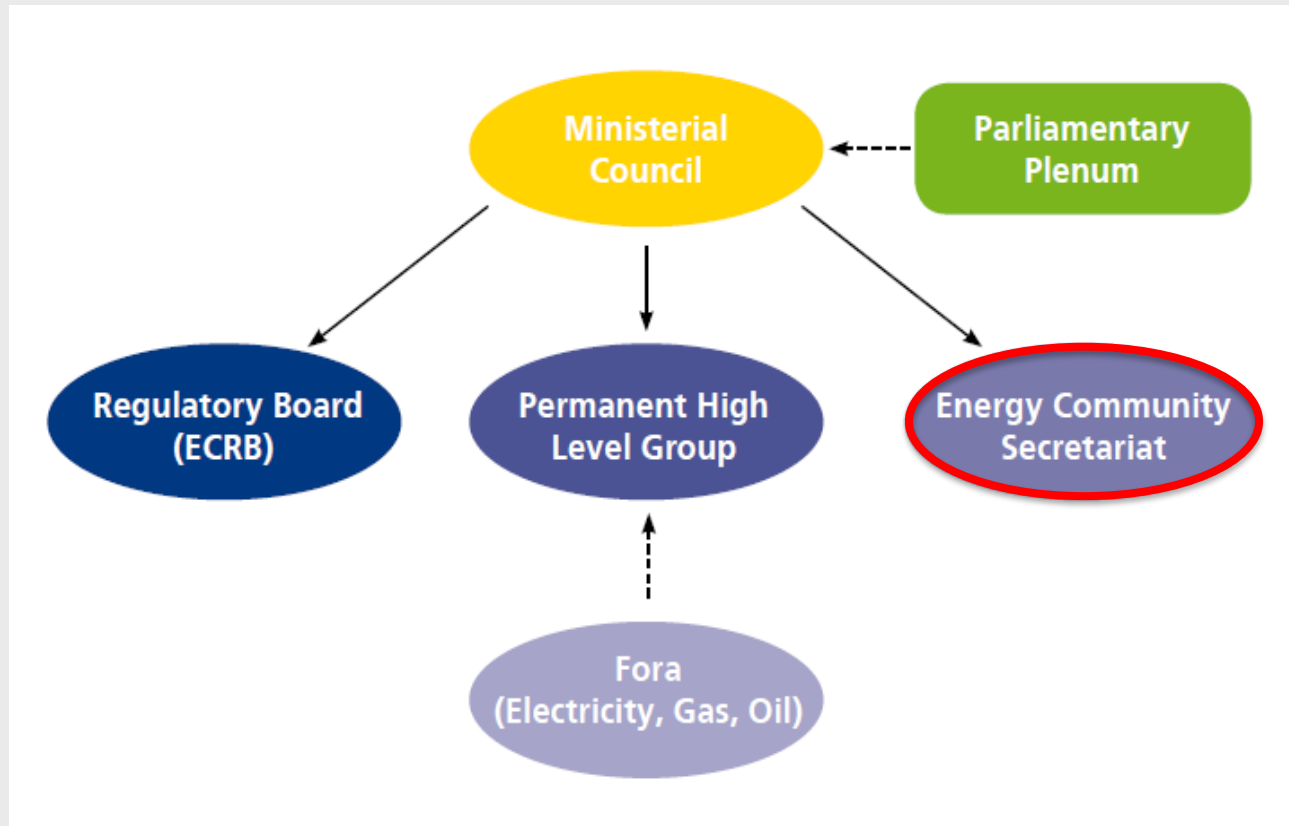 Ministerial
Council
Parliamentary
Plenum
Regulatory Board
(ECRB)
Permanent High
Level Group
Energy Community
Secretariat
Fora
(Electricity, Gas, Oil)